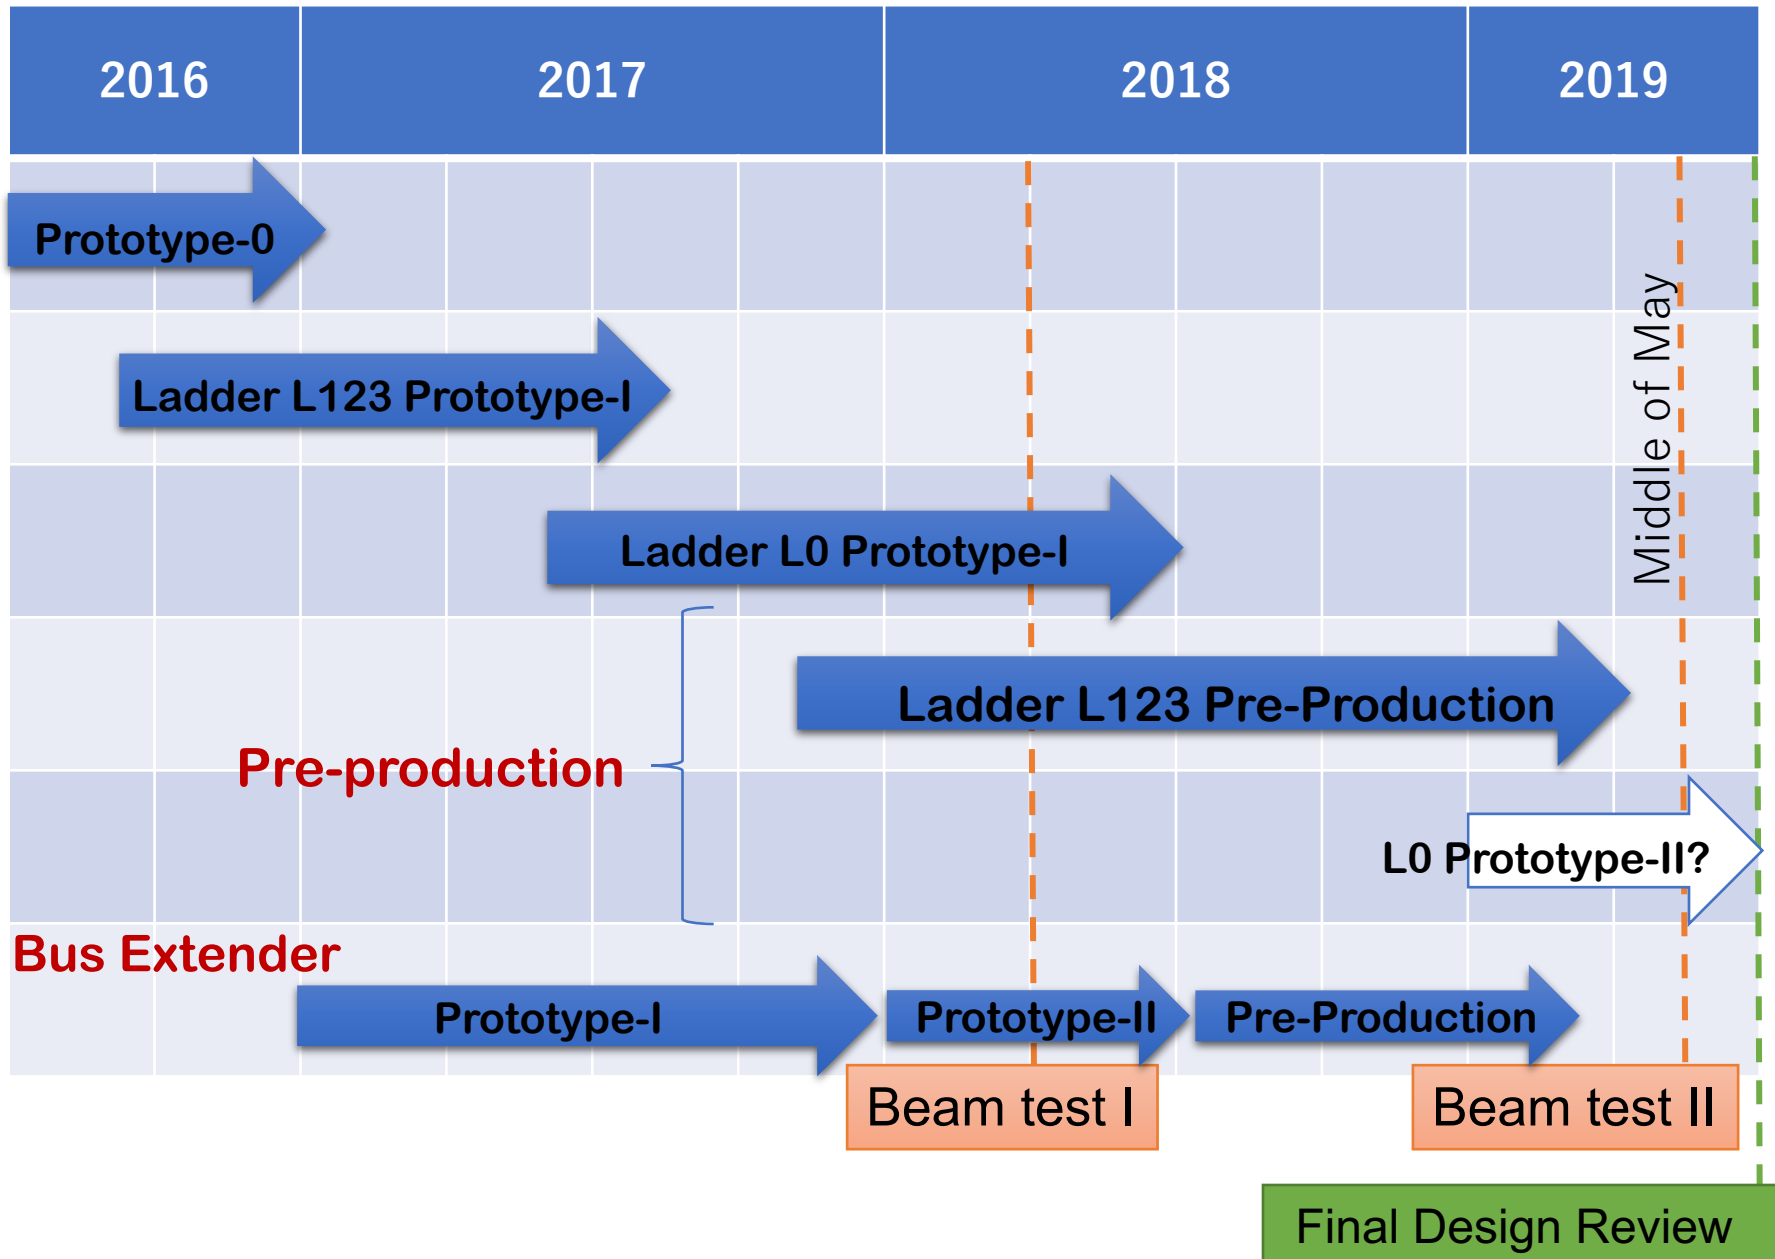 2016
2017
2018
2019
Prototype-0
Ladder L123 Prototype-I
Middle of May
Ladder L0 Prototype-I
Ladder L123 Pre-Production
Pre-production
L0 Prototype-II?
Bus Extender
Prototype-I
Prototype-II
Pre-Production
Beam test I
Beam test II
Final Design Review